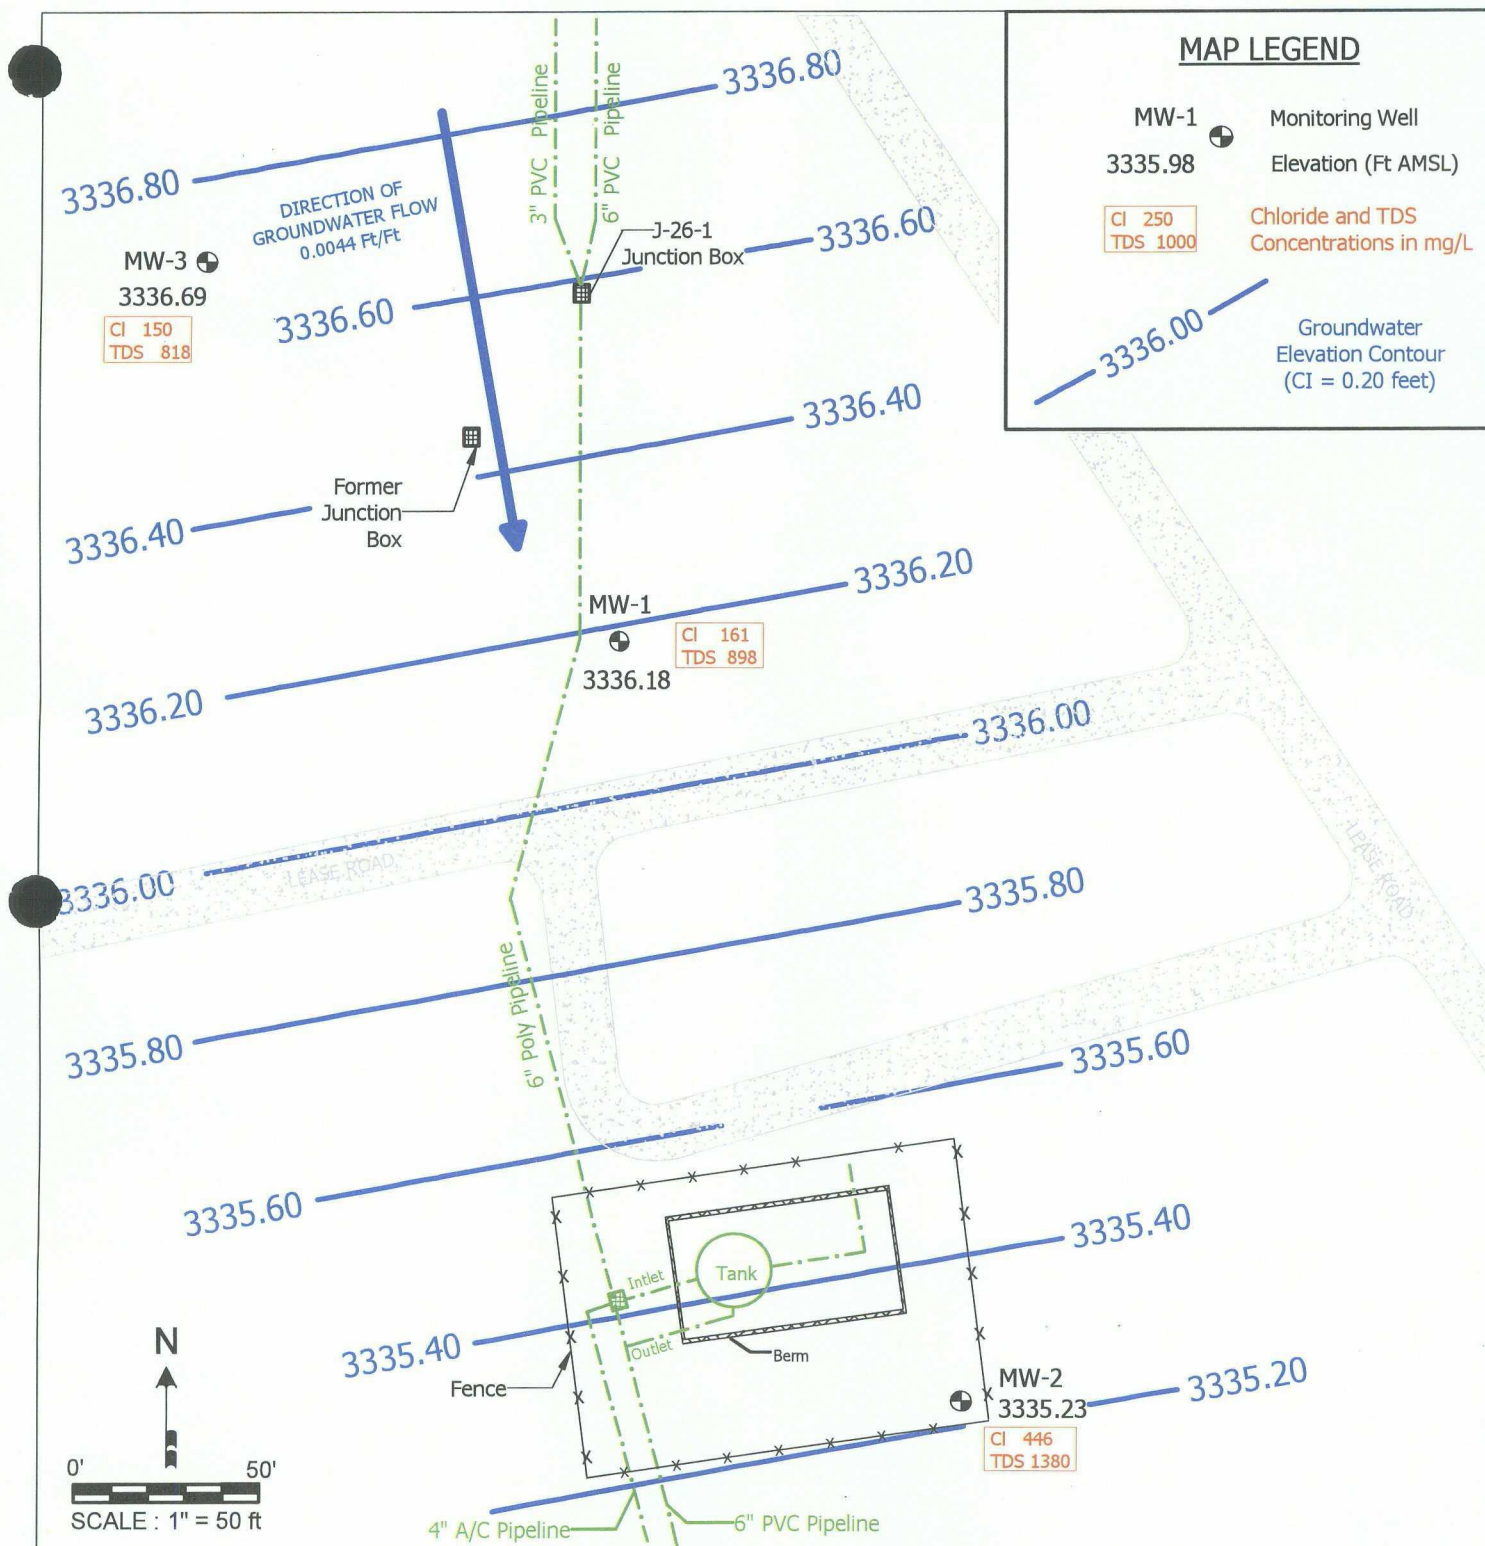 MAP LEGEND
MW-1
Monitoring Well
3335.98
Elevation (Ft AMSL)
Cl 250
TDS 1000
Chloride and TDS
Concentrations in mg/L
3336.00
Groundwater
Elevation Contour
(CI = 0.20 feet)
3336.80
3" PVC Pipeline
6" PVC Pipeline
3336.80
DIRECTION OF
GROUNDWATER FLOW
0.0044 Ft/Ft
J-26-1
Junction Box
3336.60
MW-3
3336.69
Cl 150
TDS 818
3336.60
3336.40
Former
Junction
Box
3336.40
3336.20
MW-1
Cl 161
TDS 898
3336.18
3336.20
3336.00
LEASE ROAD
LEASE ROAD
3336.00
3335.80
6" Poly Pipeline
3335.80
3335.60
3335.60
3335.40
Intlet
Tank
Outlet
Berm
3335.40
Fence
MW-2
3335.23
3335.20
Cl 446
TDS 1380
N
0' 50'
SCALE : 1" = 50 ft
4" A/C Pipeline
6" PVC Pipeline